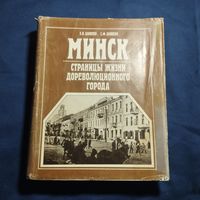 З.В. ШИБЕКО С.Ф. ШИБЕКО
МИНСК
СТРАНИЦЫ ЖИЗНИ
ДОРЕВОЛЮЦИОННОГО
ГОРОДА